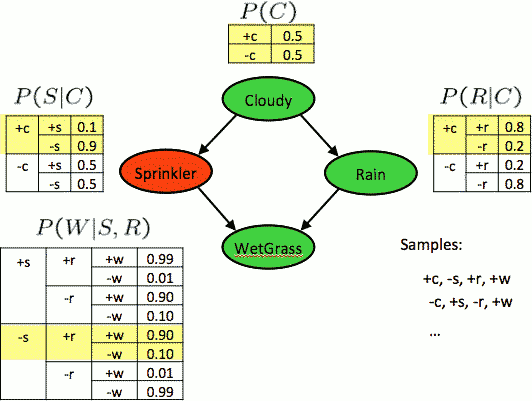 P(C)
+c 0.5
-c 0.5
P(S|C)
+c +s 0.1
-s 0.9
-c +s 0.5
-s 0.5
Cloudy
P(R|C)
+c +r 0.8
-r 0.2
-c +r 0.2
-r 0.8
Sprinkler
Rain
P(W|S, R)
+s +r +w 0.99
-w 0.01
-r +w 0.90
-w 0.10
-s +r +w 0.90
-w 0.10
-r +w 0.01
-w 0.99
WetGrass
Samples:
+c, -s, +r, +w
-c, +s, -r, +w
...